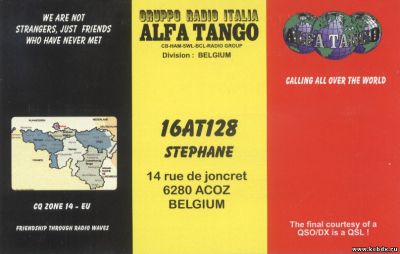 WE ARE NOT
STRANGERS, JUST FRIENDS
WHO HAVE NEVER MET
CQ ZONE 14 - EU
FRIENDSHIP THROUGH RADIO WAVES
GRUPPO RADIO ITALIA
ALFA TANGO
CB-HAM-SWL-BCL-RADIO GROUP
Division : BELGIUM
16AT128
STEPHANE
14 rue de joncret
6280 ACOZ
BELGIUM
ALFA TANGO
CALLING ALL OVER THE WORLD
The final courtesy of a
QSO/DX is a QSL !
www.kcbdx.ru